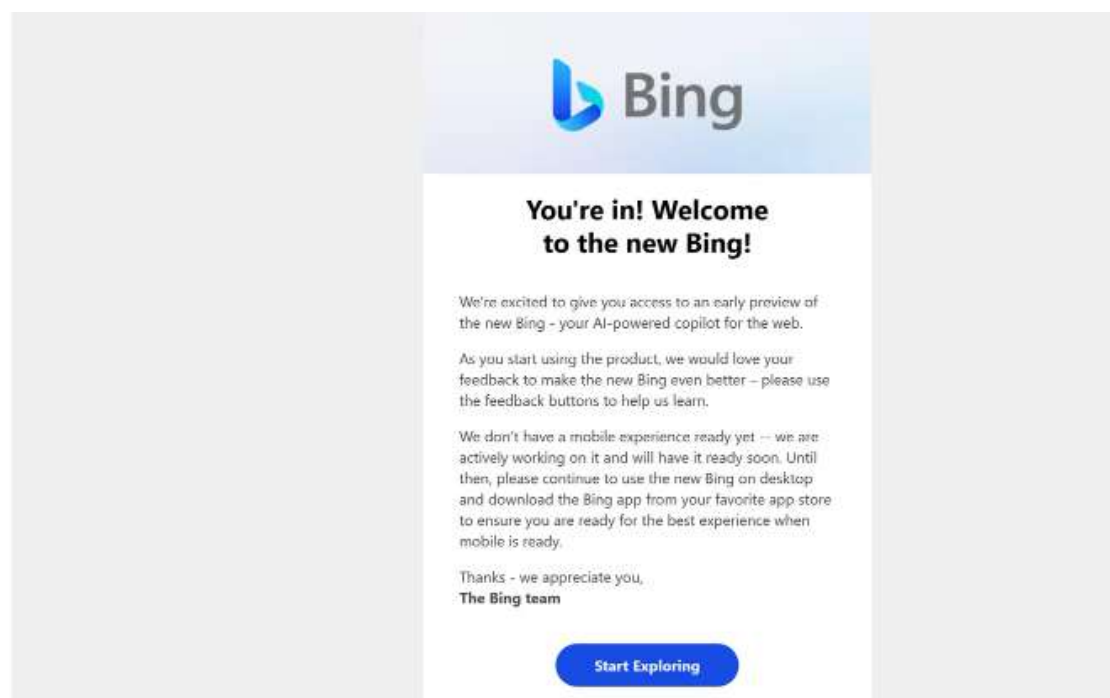 Bing
You're in! Welcome
to the new Bing!
We're excited to give you access to an early preview of
the new Bing - your AI-powered copilot for the web.
As you start using the product, we would love your
feedback to make the new Bing even better – please use
the feedback buttons to help us learn.
We don't have a mobile experience ready yet -- we are
actively working on it and will have it ready soon. Until
then, please continue to use the new Bing on desktop
and download the Bing app from your favorite app store
to ensure you are ready for the best experience when
mobile is ready.
Thanks - we appreciate you,
The Bing team
Start Exploring